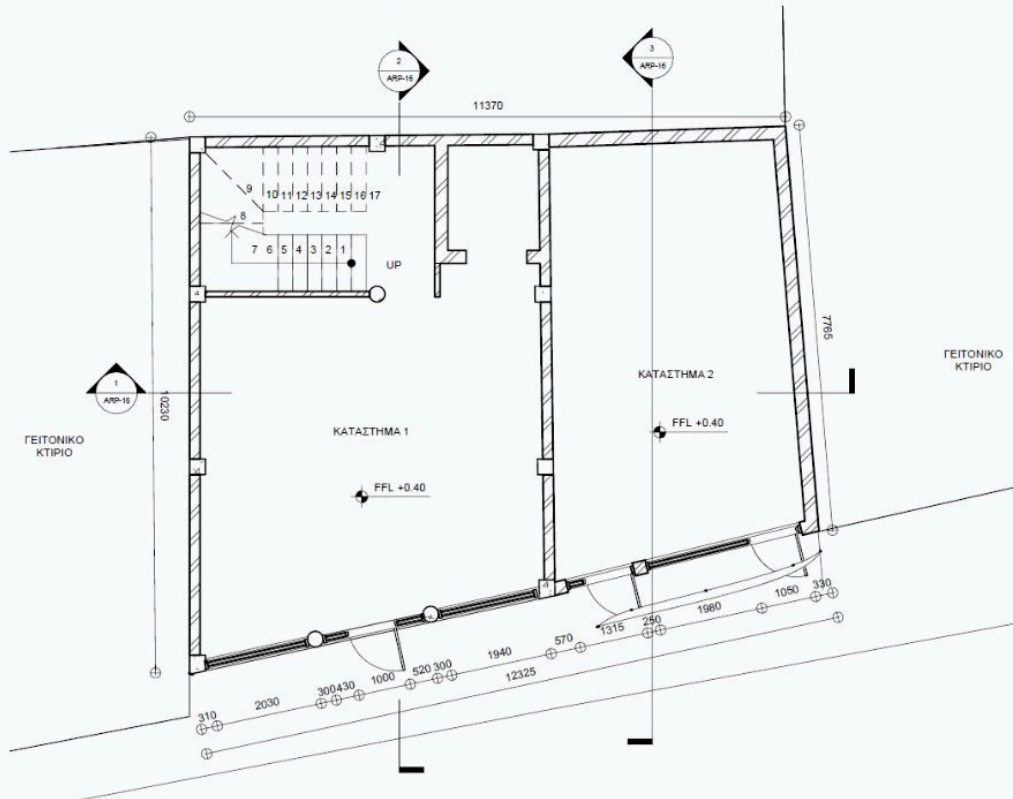 2
ARP-16
3
ARP-16
11370
9
10 11 12 13 14 15 16 17
8
7 6 5 4 3 2 1
UP
7765
1
ARP-16
10230
ΓΕΙΤΟΝΙΚΟ
ΚΤΙΡΙΟ
ΚΑΤΑΣΤΗΜΑ 1
FFL +0.40
ΚΑΤΑΣΤΗΜΑ 2
FFL +0.40
ΓΕΙΤΟΝΙΚΟ
ΚΤΙΡΙΟ
310 2030 300 430 1000 520 300 1940 570 1315 250 1980 1050 330
12325